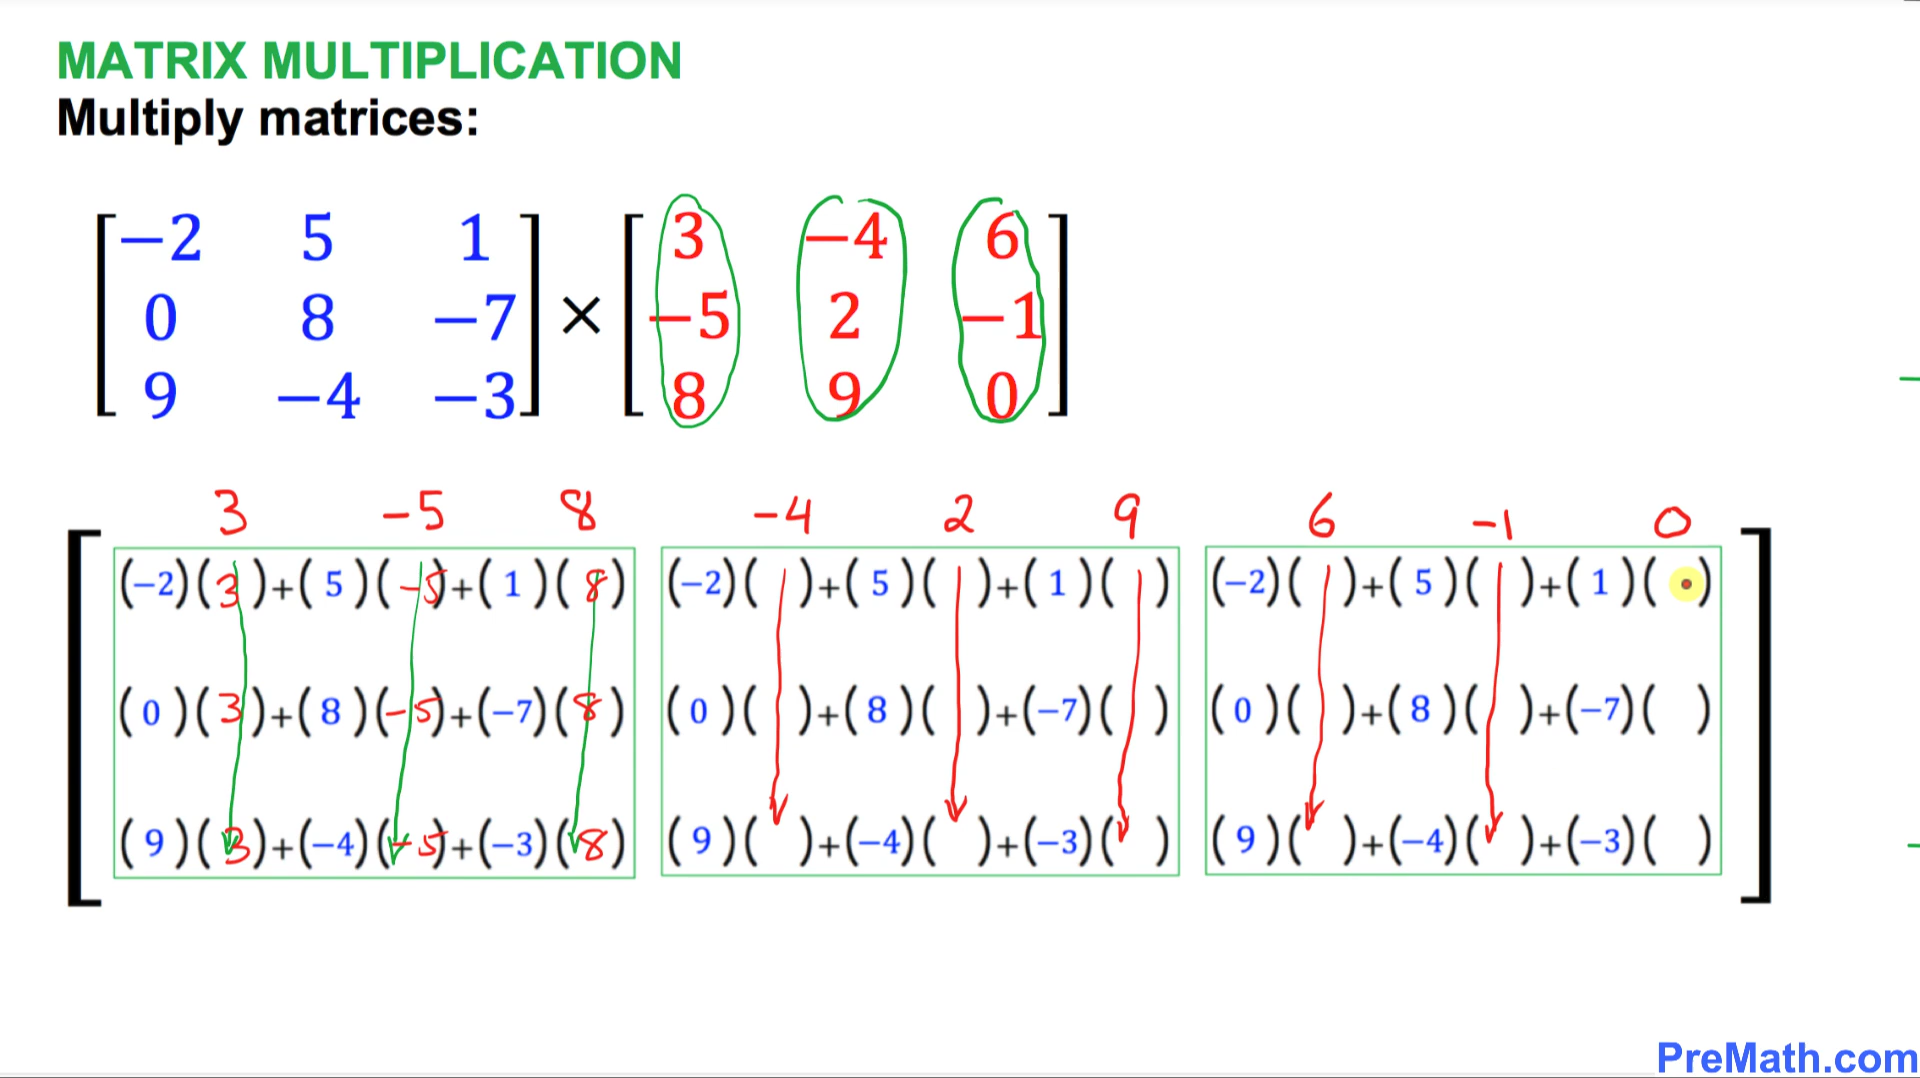 MATRIX MULTIPLICATION
Multiply matrices:
−2 5 1 3 −4 6
0 8 −7 × −5 2 −1
9 −4 −3 8 9 0
3 −5 8 −4 2 9 6 −1 0
(−2)(3)+(5)(−5)+(1)(8) (−2)( )+(5)( )+(1)( ) (−2)( )+(5)( )+(1)( )
(0)(3)+(8)(−5)+(−7)(8) (0)( )+(8)( )+(−7)( ) (0)( )+(8)( )+(−7)( )
(9)(3)+(−4)(−5)+(−3)(8) (9)( )+(−4)( )+(−3)( ) (9)( )+(−4)( )+(−3)( )
PreMath.com